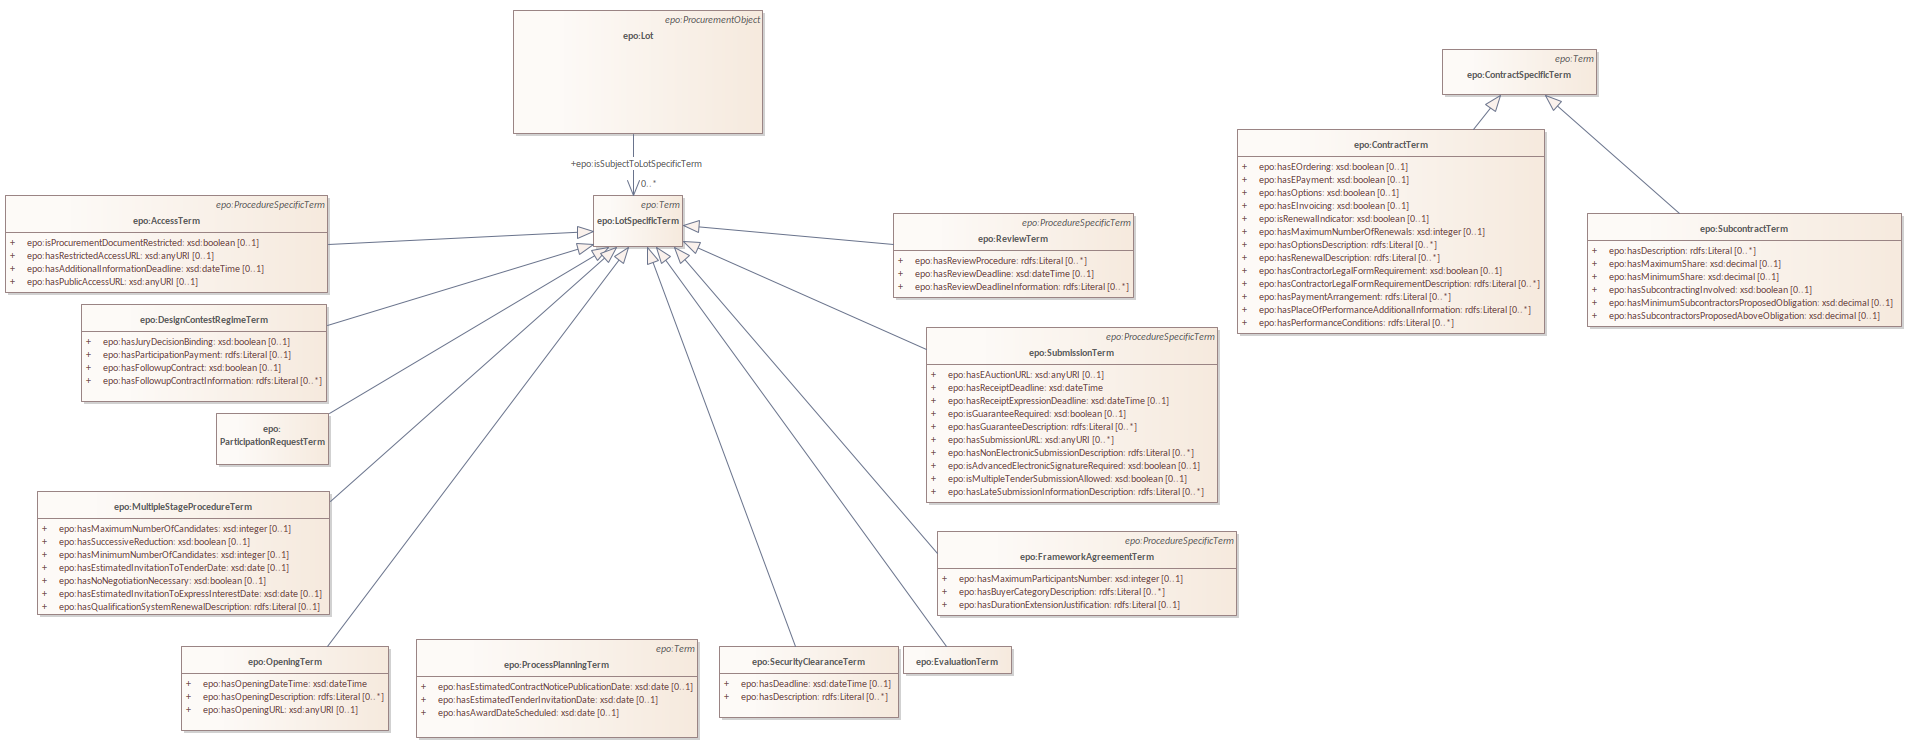 epo:ProcurementObject
epo:Lot
+epo:isSubjectToLotSpecificTerm
0..*
epo:Term
epo:LotSpecificTerm
epo:ProcedureSpecificTerm
epo:AccessTerm
+ epo:isProcurementDocumentRestricted: xsd:boolean [0..1]
+ epo:hasRestrictedAccessURL: xsd:anyURI [0..1]
+ epo:hasAdditionalInformationDeadline: xsd:dateTime [0..1]
+ epo:hasPublicAccessURL: xsd:anyURI [0..1]
epo:DesignContestRegimeTerm
+ epo:hasJuryDecisionBinding: xsd:boolean [0..1]
+ epo:hasParticipationPayment: rdfs:Literal [0..1]
+ epo:hasFollowupContract: xsd:boolean [0..1]
+ epo:hasFollowupContractInformation: rdfs:Literal [0..*]
epo:
ParticipationRequestTerm
epo:MultipleStageProcedureTerm
+ epo:hasMaximumNumberOfCandidates: xsd:integer [0..1]
+ epo:hasSuccessiveReduction: xsd:boolean [0..1]
+ epo:hasMinimumNumberOfCandidates: xsd:integer [0..1]
+ epo:hasEstimatedInvitationToTenderDate: xsd:date [0..1]
+ epo:hasNoNegotiationNecessary: xsd:boolean [0..1]
+ epo:hasEstimatedInvitationToExpressInterestDate: xsd:date [0..1]
+ epo:hasQualificationSystemRenewalDescription: rdfs:Literal [0..1]
epo:OpeningTerm
+ epo:hasOpeningDateTime: xsd:dateTime
+ epo:hasOpeningDescription: rdfs:Literal [0..*]
+ epo:hasOpeningURL: xsd:anyURI [0..1]
epo:Term
epo:ProcessPlanningTerm
+ epo:hasEstimatedContractNoticePublicationDate: xsd:date [0..1]
+ epo:hasEstimatedTenderInvitationDate: xsd:date [0..1]
+ epo:hasAwardDateScheduled: xsd:date [0..1]
epo:SecurityClearanceTerm
+ epo:hasDeadline: xsd:dateTime [0..1]
+ epo:hasDescription: rdfs:Literal [0..*]
epo:EvaluationTerm
epo:ProcedureSpecificTerm
epo:FrameworkAgreementTerm
+ epo:hasMaximumParticipantsNumber: xsd:integer [0..1]
+ epo:hasBuyerCategoryDescription: rdfs:Literal [0..*]
+ epo:hasDurationExtensionJustification: rdfs:Literal [0..1]
epo:ProcedureSpecificTerm
epo:SubmissionTerm
+ epo:hasEAuctionURL: xsd:anyURI [0..1]
+ epo:hasReceiptDeadline: xsd:dateTime
+ epo:hasReceiptExpressionDeadline: xsd:dateTime [0..1]
+ epo:isGuaranteeRequired: xsd:boolean [0..1]
+ epo:hasGuaranteeDescription: rdfs:Literal [0..*]
+ epo:hasSubmissionURL: xsd:anyURI [0..*]
+ epo:hasNonElectronicSubmissionDescription: rdfs:Literal [0..*]
+ epo:isAdvancedElectronicSignatureRequired: xsd:boolean [0..1]
+ epo:isMultipleTenderSubmissionAllowed: xsd:boolean [0..1]
+ epo:hasLateSubmissionInformationDescription: rdfs:Literal [0..*]
epo:ProcedureSpecificTerm
epo:ReviewTerm
+ epo:hasReviewProcedure: rdfs:Literal [0..*]
+ epo:hasReviewDeadline: xsd:dateTime [0..1]
+ epo:hasReviewDeadlineInformation: rdfs:Literal [0..*]
epo:Term
epo:ContractSpecificTerm
epo:ContractTerm
+ epo:hasEOrdering: xsd:boolean [0..1]
+ epo:hasEPayment: xsd:boolean [0..1]
+ epo:hasOptions: xsd:boolean [0..1]
+ epo:hasEInvoicing: xsd:boolean [0..1]
+ epo:isRenewalIndicator: xsd:boolean [0..1]
+ epo:hasMaximumNumberOfRenewals: xsd:integer [0..1]
+ epo:hasOptionsDescription: rdfs:Literal [0..*]
+ epo:hasRenewalDescription: rdfs:Literal [0..*]
+ epo:hasContractorLegalFormRequirement: xsd:boolean [0..1]
+ epo:hasContractorLegalFormRequirementDescription: rdfs:Literal [0..*]
+ epo:hasPaymentArrangement: rdfs:Literal [0..*]
+ epo:hasPlaceOfPerformanceAdditionalInformation: rdfs:Literal [0..*]
+ epo:hasPerformanceConditions: rdfs:Literal [0..*]
epo:SubcontractTerm
+ epo:hasDescription: rdfs:Literal [0..*]
+ epo:hasMaximumShare: xsd:decimal [0..1]
+ epo:hasMinimumShare: xsd:decimal [0..1]
+ epo:hasSubcontractingInvolved: xsd:boolean [0..1]
+ epo:hasMinimumSubcontractorsProposedObligation: xsd:decimal [0..1]
+ epo:hasSubcontractorsProposedAboveObligation: xsd:decimal [0..1]